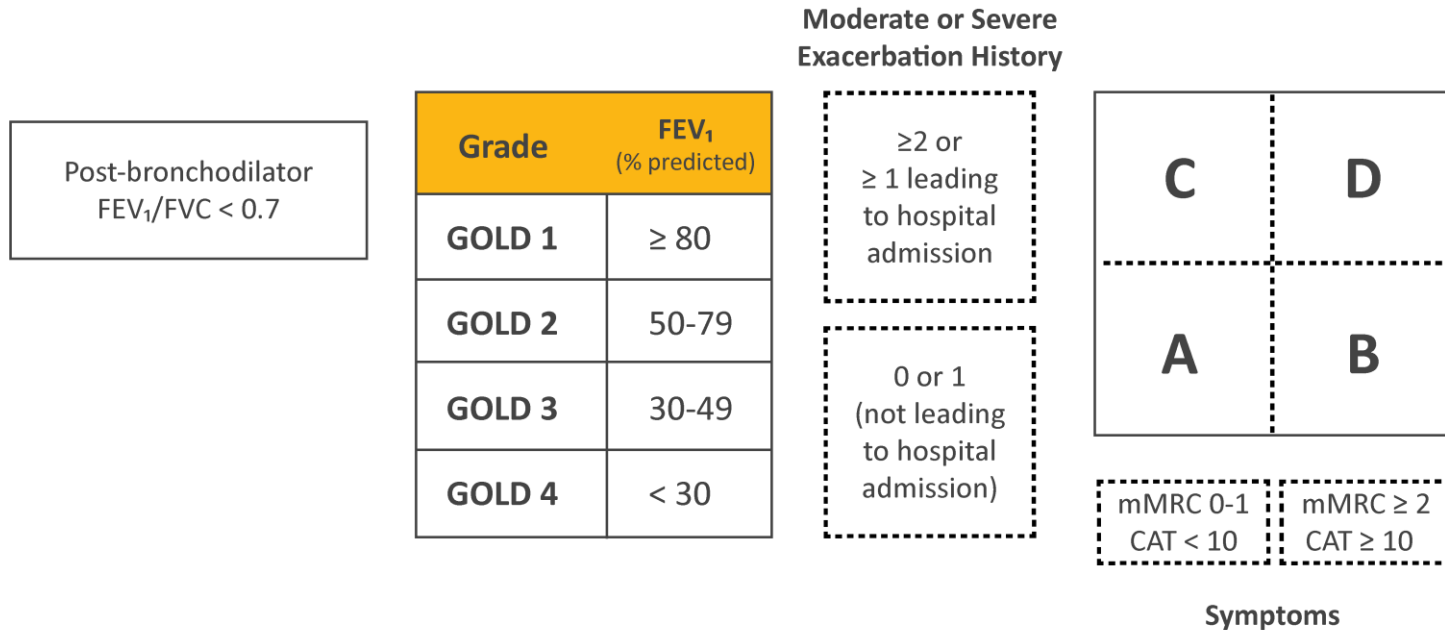 Post-bronchodilator
FEV₁/FVC < 0.7
Grade
FEV₁
(% predicted)
GOLD 1
≥ 80
GOLD 2
50-79
GOLD 3
30-49
GOLD 4
< 30
Moderate or Severe
Exacerbation History
≥2 or
≥ 1 leading
to hospital
admission
0 or 1
(not leading
to hospital
admission)
C
D
A
B
mMRC 0-1
CAT < 10
mMRC ≥ 2
CAT ≥ 10
Symptoms